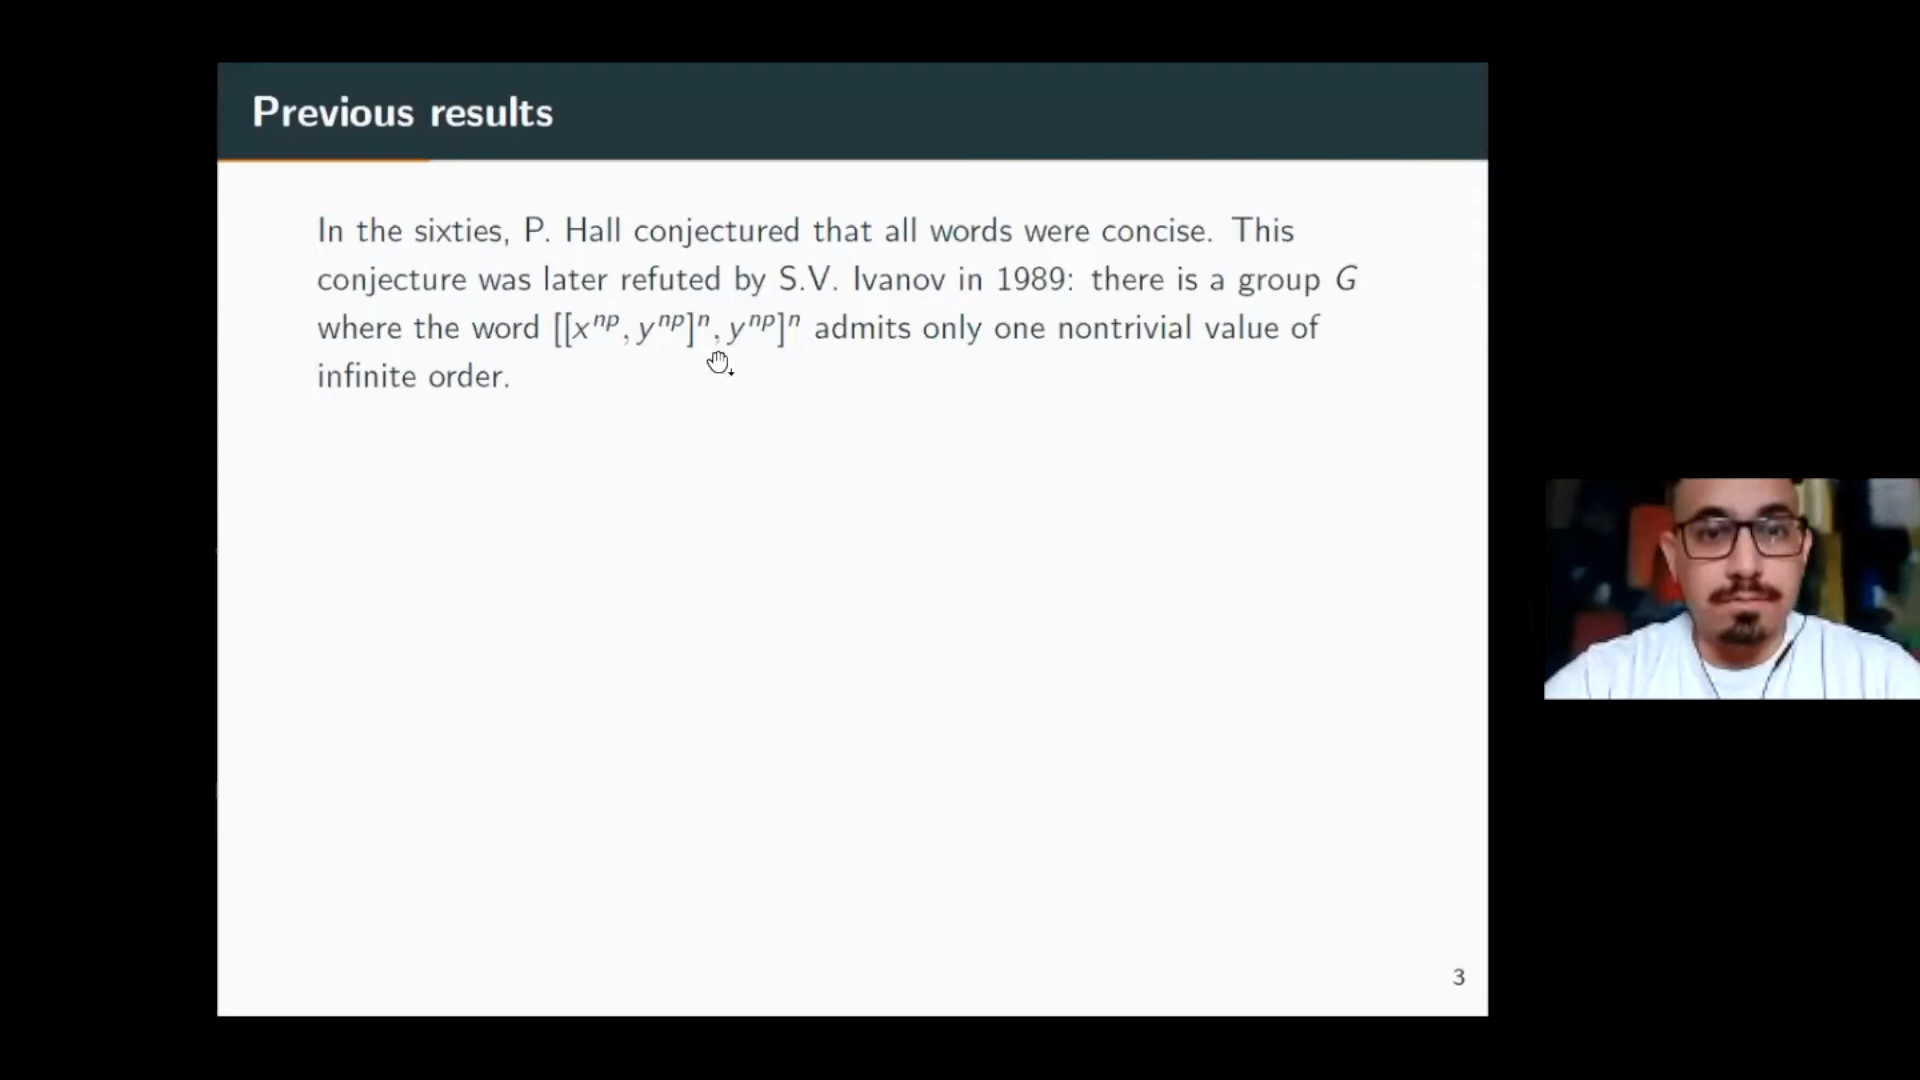 Previous results
In the sixties, P. Hall conjectured that all words were concise. This
conjecture was later refuted by S.V. Ivanov in 1989: there is a group G
where the word [[x^{np}, y^{np}]^n, y^{np}]^n admits only one nontrivial value of
infinite order.
3